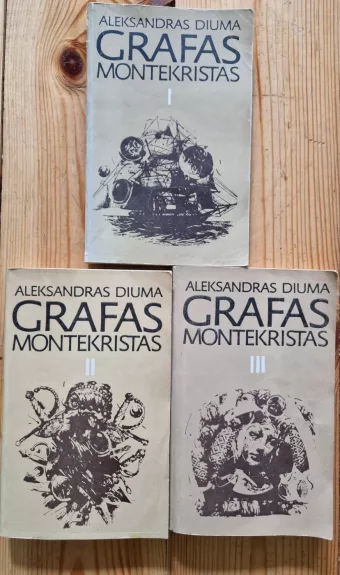 ALEKSANDRAS DIUMA
GRAFAS
MONTEKRISTAS
I
ALEKSANDRAS DIUMA
GRAFAS
MONTEKRISTAS
II
ALEKSANDRAS DIUMA
GRAFAS
MONTEKRISTAS
III